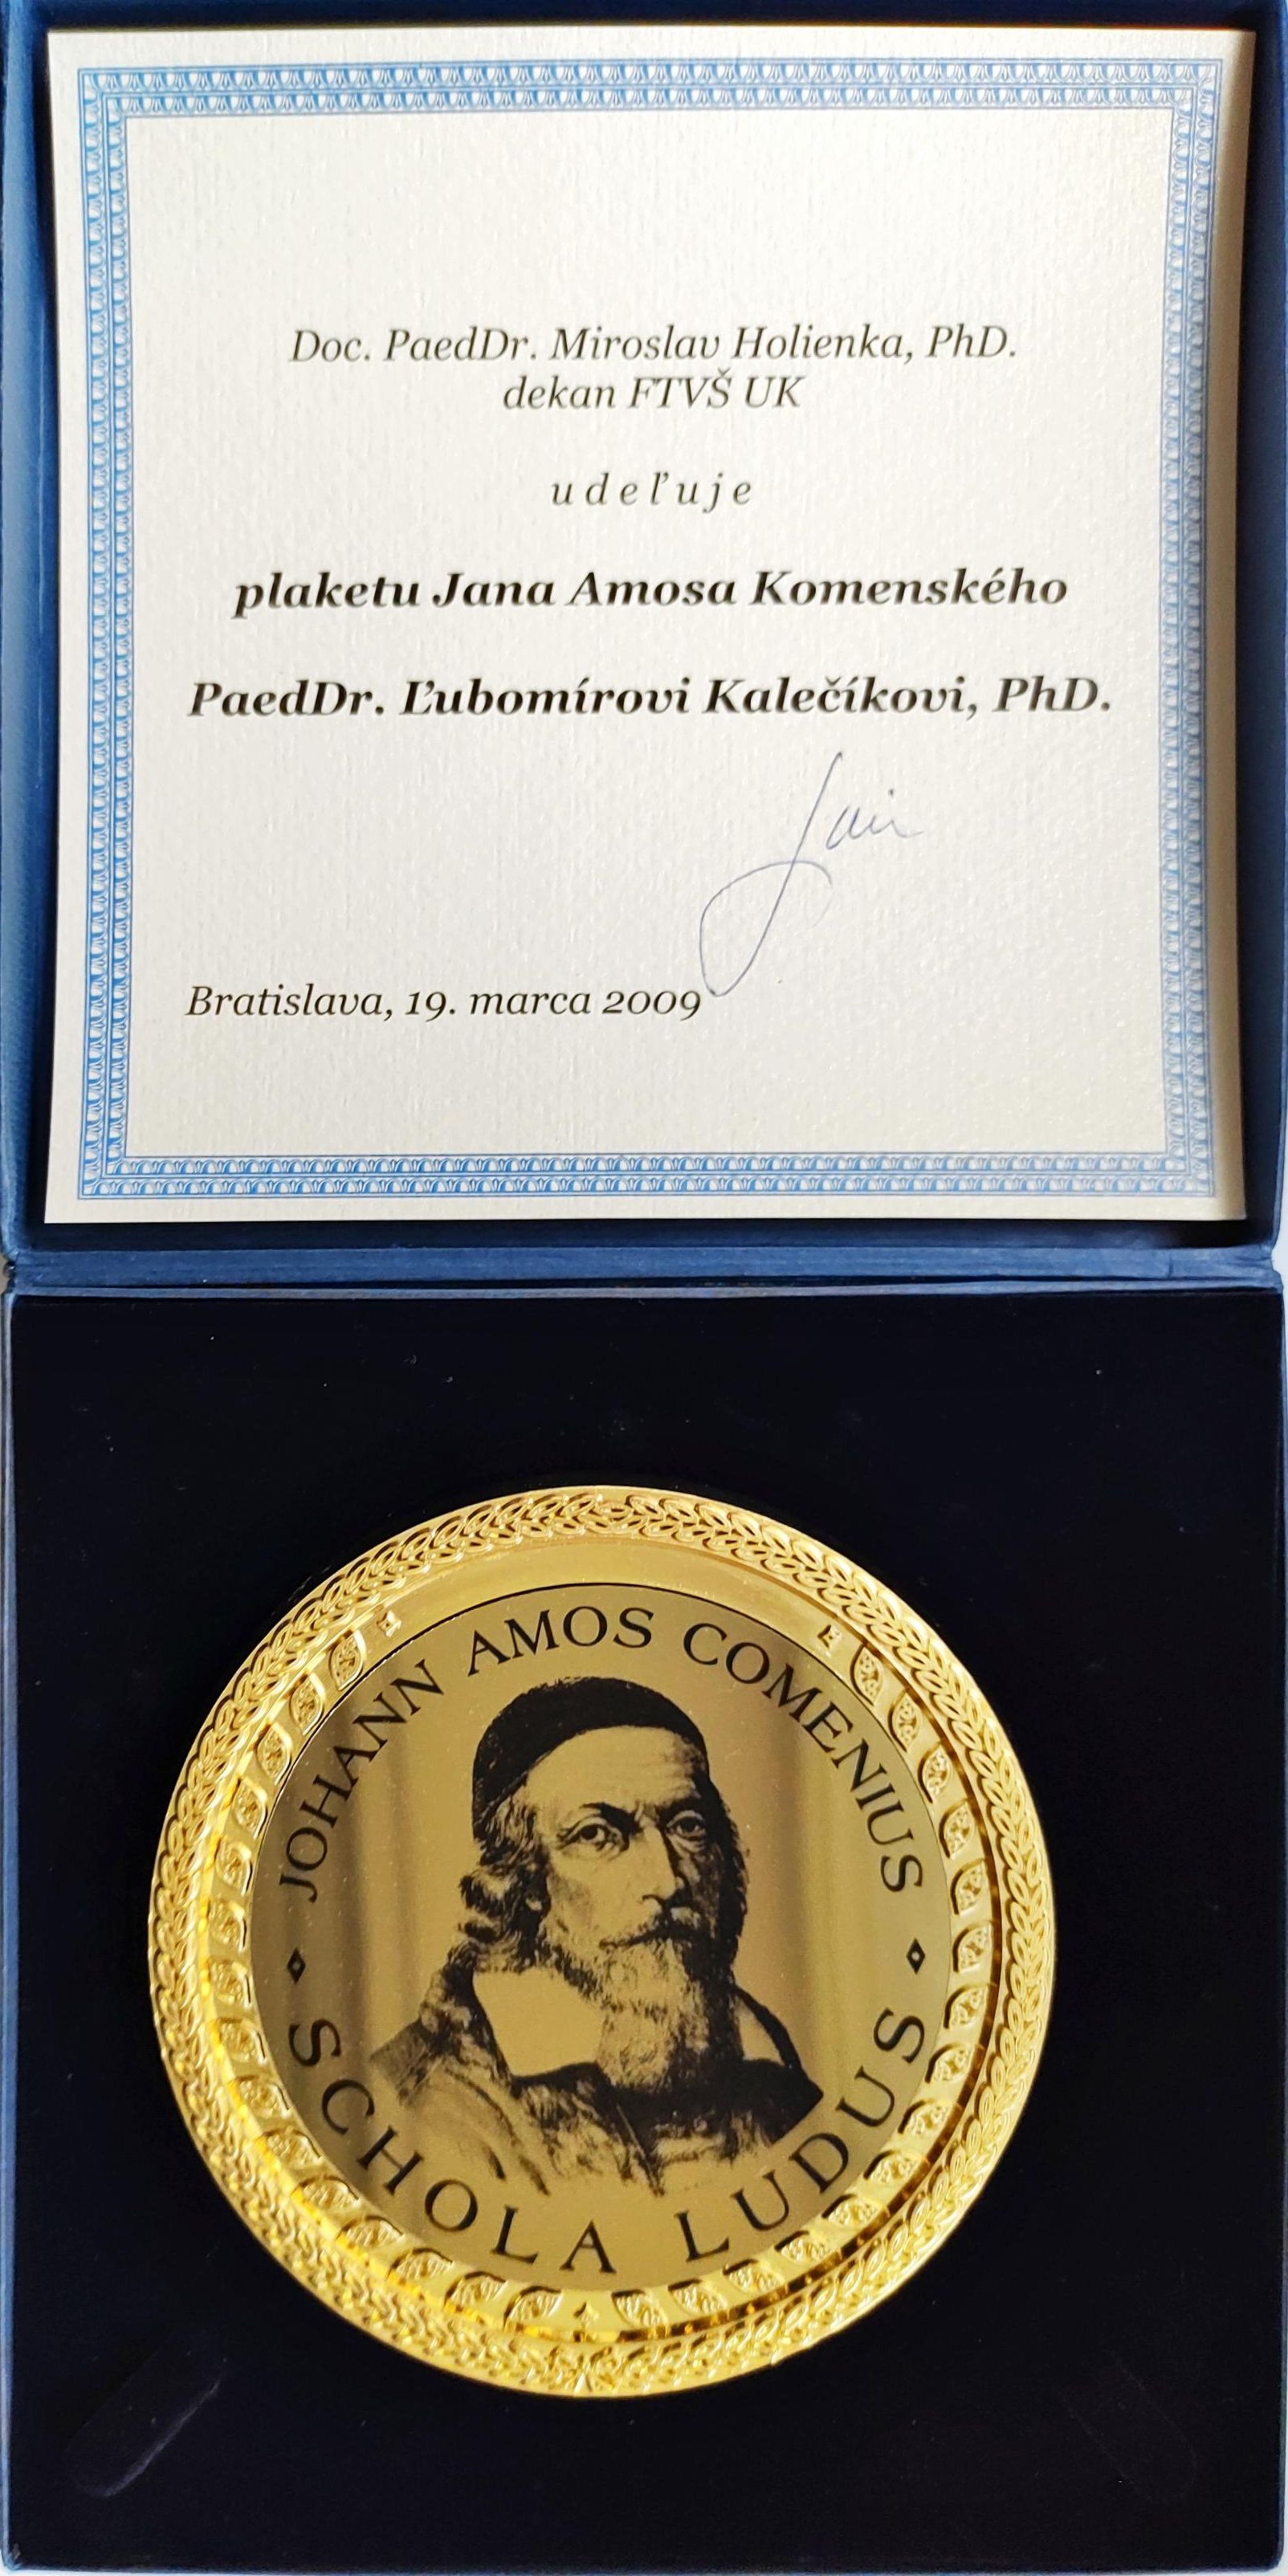 Doc. PaedDr. Miroslav Holienka, PhD.
dekan FTVŠ UK
udeľuje
plaketu Jana Amosa Komenského
PaedDr. Ľubomírovi Kalečíkovi, PhD.
Bratislava, 19. marca 2009
JOHANN AMOS COMENIUS
SCHOLA LUDUS